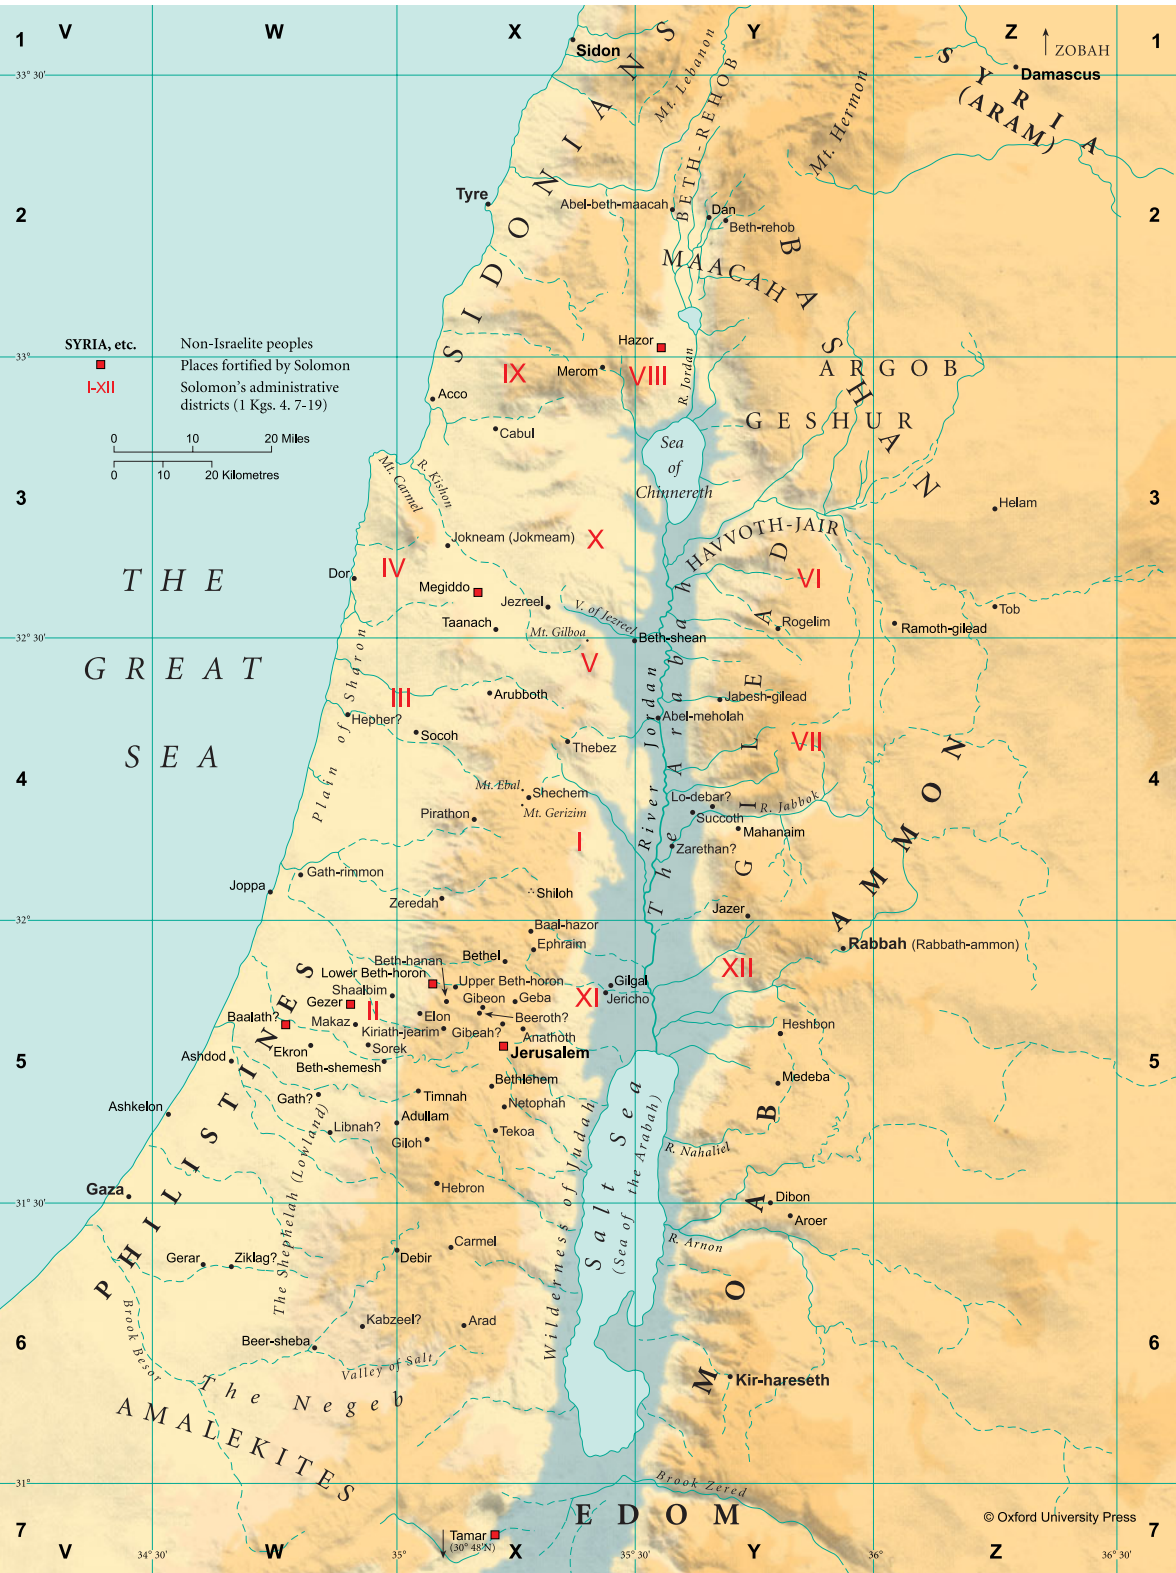 V W X Y Z
1 1
Sidon
ZOBAH
Damascus
SYRIA
(ARAM)
33° 30'
SIDONIANS
Mt. Lebanon
BETH-REHOB
Mt. Hermon
Tyre
2 2
Abel-beth-maacah
Dan
Beth-rehob
MAACAH
BASHAN
SYRIA, etc. Non-Israelite peoples
Places fortified by Solomon
I-XII Solomon's administrative
districts (1 Kgs. 4. 7-19)
0 10 20 Miles
0 10 20 Kilometres
33°
Hazor
IX
Merom
VIII
R. Jordan
ARGOB
GESHUR
Acco
Cabul
Sea
of
Chinnereth
Mt. Carmel
R. Kishon
3 3
Helam
Jokneam (Jokmeam)
X
HAVVOTH-JAIR
THE
GREAT
SEA
Dor
IV
Megiddo
VI
Jezreel
V. of Jezreel
Taanach
Mt. Gilboa
Beth-shean
Rogelim
Ramoth-gilead
Tob
32° 30'
V
GILEAD
Plain of Sharon
III
Arubboth
Jabesh-gilead
Hepher?
Abel-meholah
Socoh
Thebez
VII
River Jordan
The Arabah
4 4
Mt. Ebal
Shechem
Mt. Gerizim
Lo-debar?
R. Jabbok
Succoth
Pirathon
Mahanaim
I
Zarethan?
AMMON
Gath-rimmon
Joppa
Shiloh
Zeredah
Jazer
32°
Baal-hazor
Ephraim
Rabbah (Rabbath-ammon)
Bethel
Beth-hanan
Lower Beth-horon
Upper Beth-horon
XII
Gilgal
Shaalbim
XI
Jericho
Gezer
II
Gibeon
Geba
Baalath?
Makaz
Elon
Beeroth?
Kiriath-jearim
Gibeah?
Anathoth
Heshbon
Ekron
Sorek
Jerusalem
Ashdod
Beth-shemesh
5 5
PHILISTINES
Bethlehem
Medeba
Gath?
Timnah
Netophah
Ashkelon
Adullam
Libnah?
Giloh
Tekoa
R. Nahaliel
The Shephelah (Lowland)
Wilderness of Judah
Salt Sea
(Sea of the Arabah)
MOAB
Gaza
Hebron
Dibon
31° 30'
Aroer
R. Arnon
Carmel
Gerar
Ziklag?
Debir
Brook Besor
Kabzeel?
Arad
Beer-sheba
6 6
Valley of Salt
Kir-hareseth
The Negeb
AMALEKITES
31°
Brook Zered
EDOM
© Oxford University Press
7 7
Tamar
(30° 48'N)
V W X Y Z
34° 30' 35° 35° 30' 36° 36° 30'